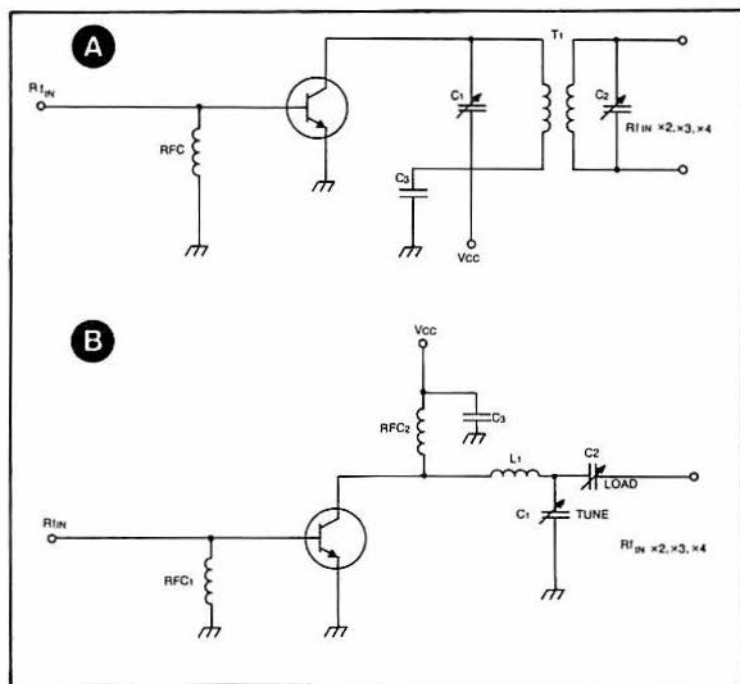 A
T1
RfIN
C1
C2
RFC
RfIN ×2, ×3, ×4
C3
VCC
B
VCC
RFC2
C3
L1
C2
LOAD
RfIN
C1
TUNE
RFC1
RfIN ×2, ×3, ×4